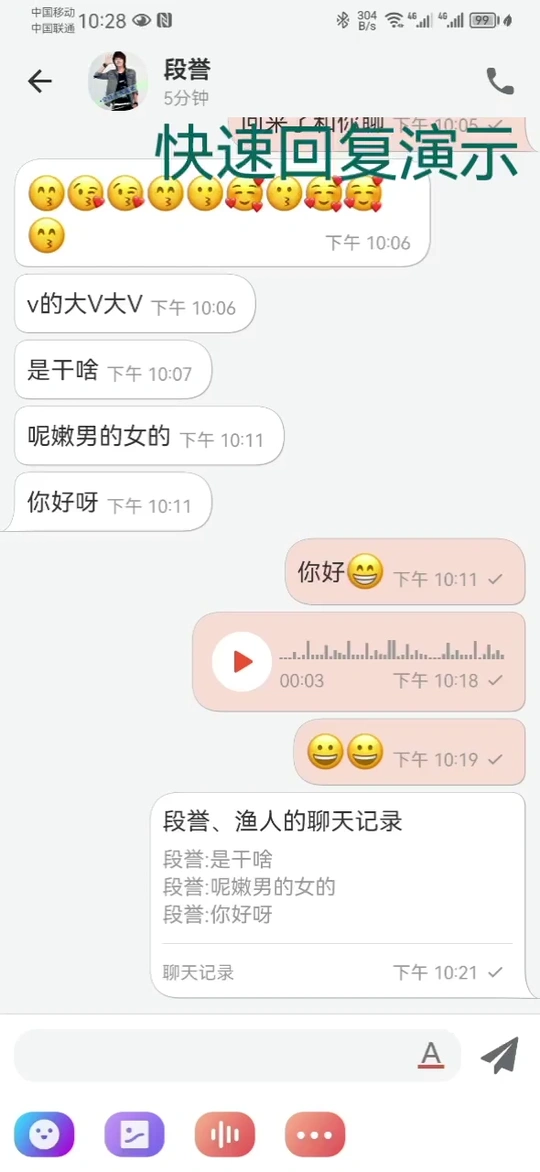 中国移动
中国联通
10:28
304
B/s
4G
4G
99
段誉
5分钟
回来了和你聊 下午 10:05
快速回复演示
下午 10:06
v的大V大V 下午 10:06
是干啥 下午 10:07
呢嫩男的女的 下午 10:11
你好呀 下午 10:11
你好 下午 10:11
00:03 下午 10:18
下午 10:19
段誉、渔人的聊天记录
段誉:是干啥
段誉:呢嫩男的女的
段誉:你好呀
聊天记录 下午 10:21
A